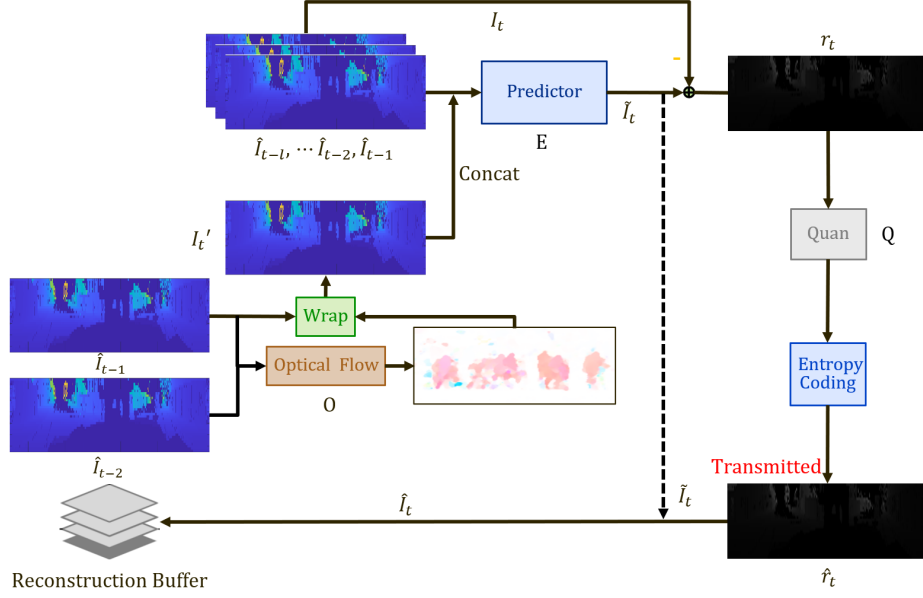 I_t
r_t
-
Predictor
Ĩ_t
E
Î_{t-l}, ⋯ Î_{t-2}, Î_{t-1}
Concat
I_t′
Quan
Q
Wrap
Î_{t-1}
Optical Flow
O
Entropy
Coding
Î_{t-2}
Transmitted
Î_t
Ĩ_t
Reconstruction Buffer
r̂_t